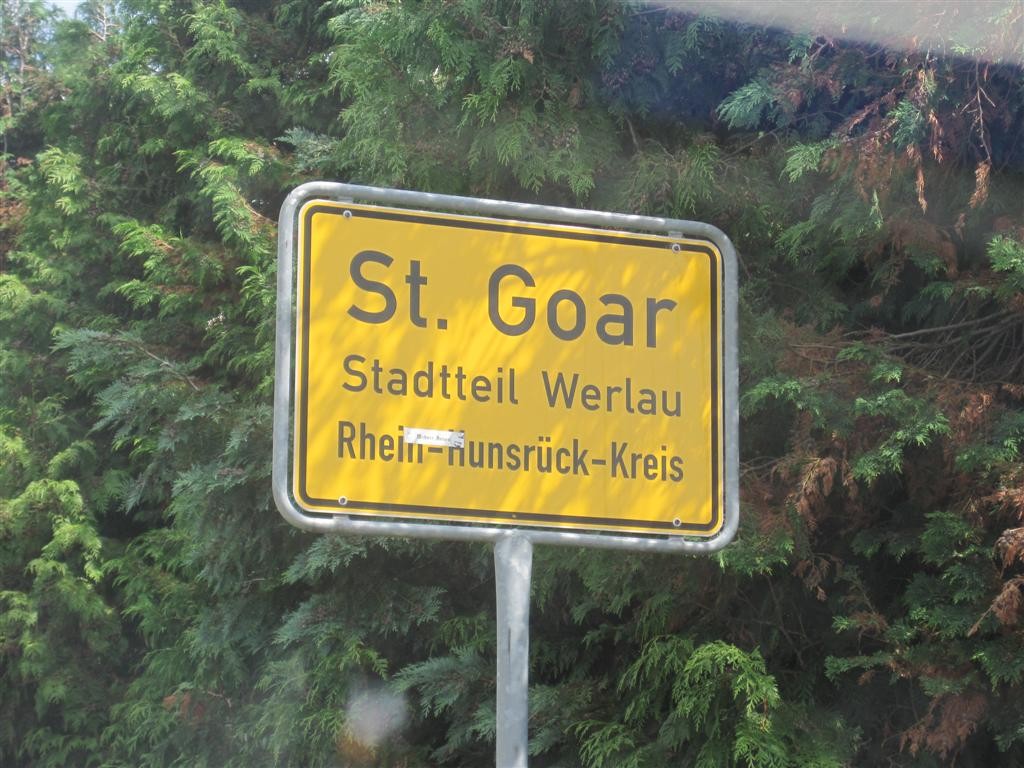 St. Goar
Stadtteil Werlau
Rhein-Hunsrück-Kreis